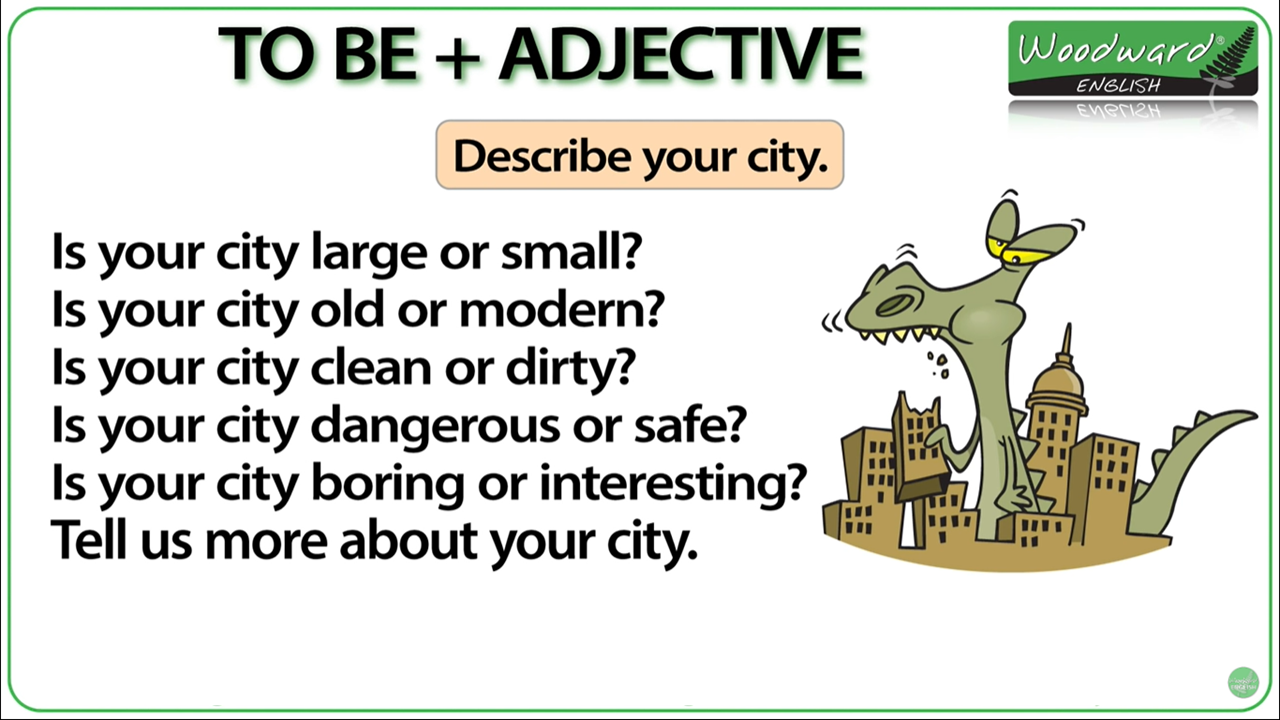 TO BE + ADJECTIVE
Woodward®
ENGLISH
Describe your city.
Is your city large or small?
Is your city old or modern?
Is your city clean or dirty?
Is your city dangerous or safe?
Is your city boring or interesting?
Tell us more about your city.